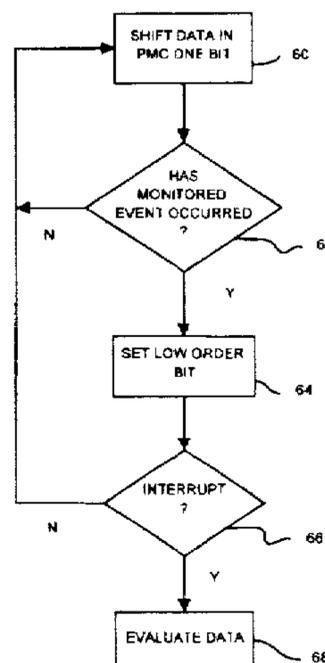 SHIFT DATA IN
PMC ONE BIT
60
HAS
MONITORED
EVENT OCCURRED
?
6
N
Y
SET LOW ORDER
BIT
64
INTERRUPT
?
N
66
Y
EVALUATE DATA
68